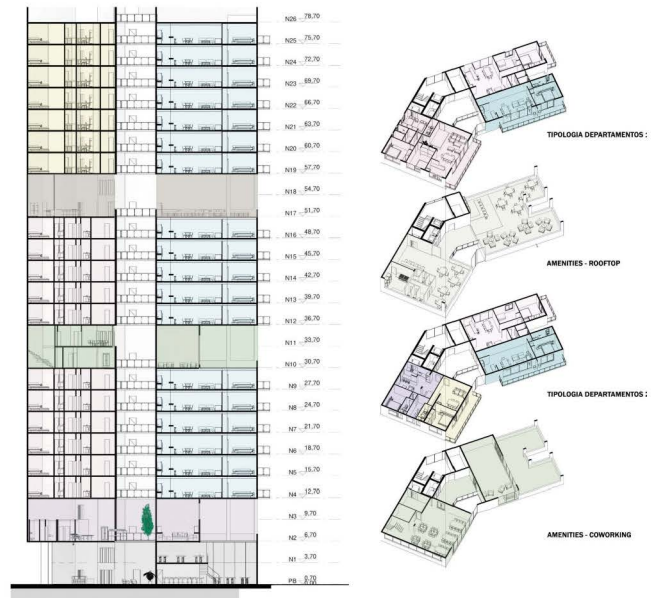 N26 78,70
N25 75,70
N24 72,70
N23 69,70
N22 66,70
N21 63,70
N20 60,70
N19 57,70
N18 54,70
N17 51,70
N16 48,70
N15 45,70
N14 42,70
N13 39,70
N12 36,70
N11 33,70
N10 30,70
N9 27,70
N8 24,70
N7 21,70
N6 18,70
N5 15,70
N4 12,70
N3 9,70
N2 6,70
N1 3,70
PB 0,70
0,00
TIPOLOGIA DEPARTAMENTOS
AMENITIES - ROOFTOP
TIPOLOGIA DEPARTAMENTOS
AMENITIES - COWORKING